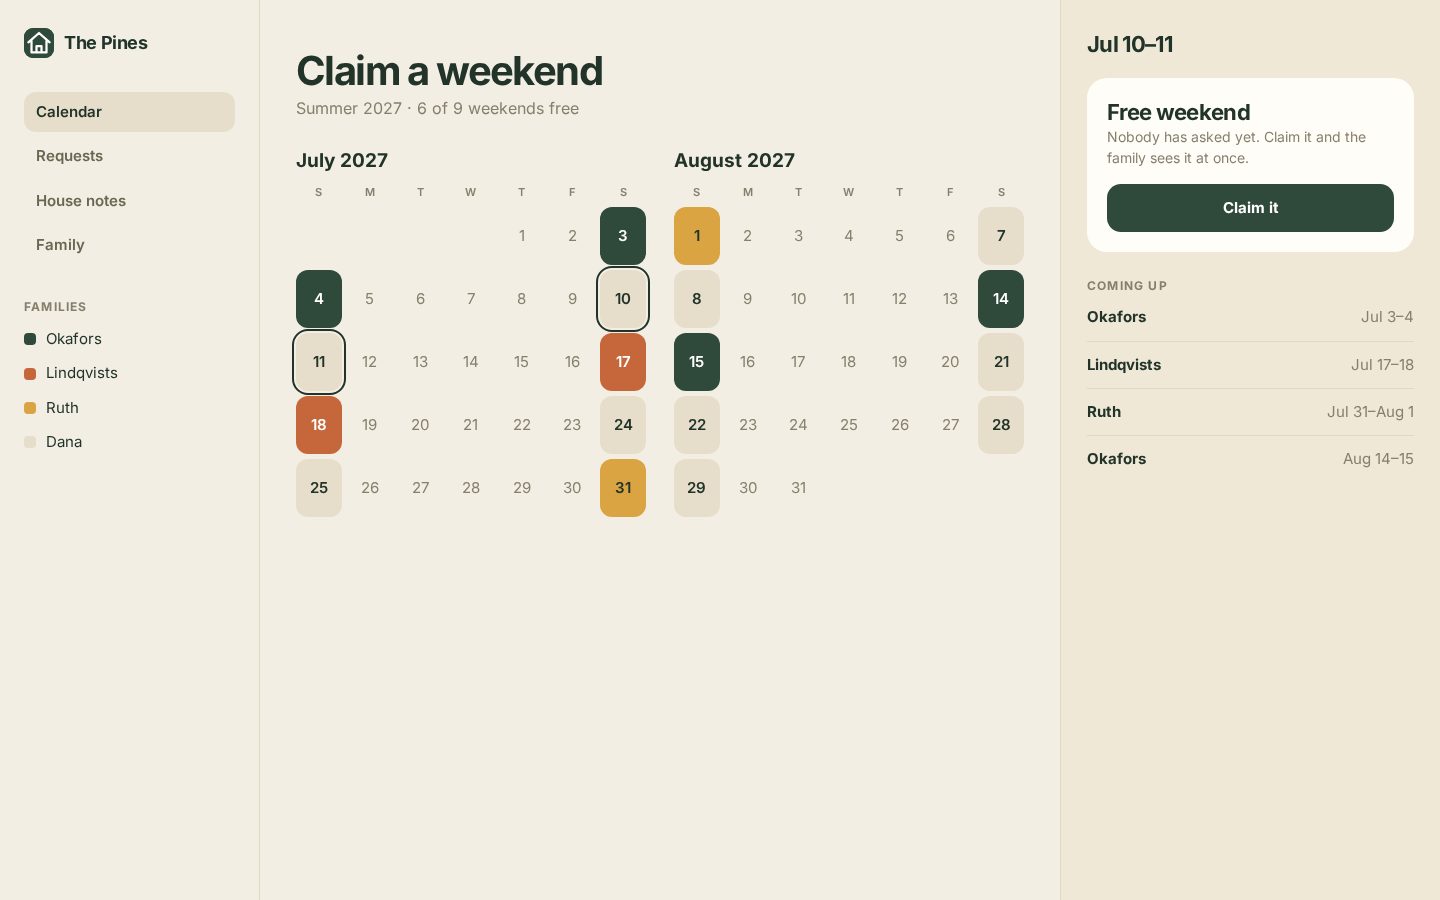 The Pines
Calendar
Requests
House notes
Family
FAMILIES
Okafors
Lindqvists
Ruth
Dana
Claim a weekend
Summer 2027 · 6 of 9 weekends free
July 2027
S M T W T F S
1 2 3
4 5 6 7 8 9 10
11 12 13 14 15 16 17
18 19 20 21 22 23 24
25 26 27 28 29 30 31
August 2027
S M T W T F S
1 2 3 4 5 6 7
8 9 10 11 12 13 14
15 16 17 18 19 20 21
22 23 24 25 26 27 28
29 30 31
Jul 10–11
Free weekend
Nobody has asked yet. Claim it and the
family sees it at once.
Claim it
COMING UP
Okafors Jul 3–4
Lindqvists Jul 17–18
Ruth Jul 31–Aug 1
Okafors Aug 14–15